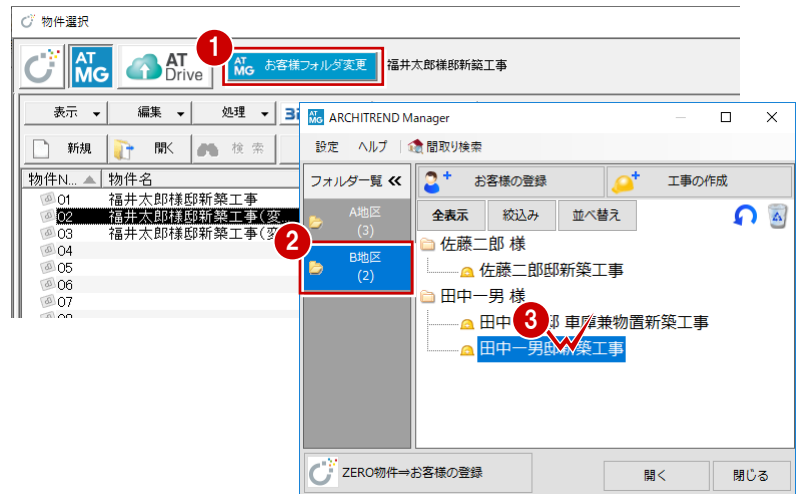 物件選択
AT
MG
AT
Drive
1
AT
MG
お客様フォルダ変更
福井太郎様邸新築工事
表示
編集
処理
新規
開く
検索
物件N...
物件名
01 福井太郎様邸新築工事
02 福井太郎様邸新築工事(変
03 福井太郎様邸新築工事(変
04
05
06
07
AT
MG
ARCHITREND Manager
設定 ヘルプ 間取り検索
フォルダ一覧
お客様の登録
工事の作成
A地区
(3)
2
B地区
(2)
全表示
絞込み
並べ替え
佐藤二郎 様
佐藤二郎邸新築工事
田中一男 様
田中 邸 車庫兼物置新築工事
3
田中一男邸新築工事
ZERO物件⇒お客様の登録
開く
閉じる